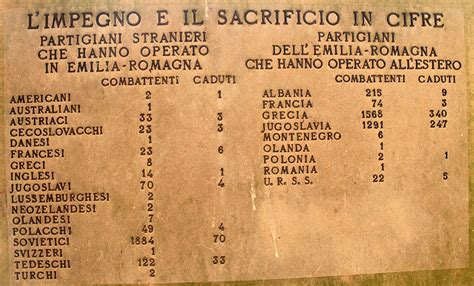 L'IMPEGNO E IL SACRIFICIO IN CIFRE
PARTIGIANI STRANIERI
CHE HANNO OPERATO
IN EMILIA-ROMAGNA
COMBATTENTI CADUTI
AMERICANI 2 1
AUSTRALIANI 1
AUSTRIACI 33 3
CECOSLOVACCHI 23 3
DANESI 1
FRANCESI 23 6
GRECI 8
INGLESI 14 1
JUGOSLAVI 70 4
LUSSEMBURGHESI 2
NEOZELANDESI 2
OLANDESI 7
POLACCHI 49 4
SOVIETICI 1884 70
SVIZZERI 1
TEDESCHI 122 33
TURCHI 2
PARTIGIANI
DELL'EMILIA-ROMAGNA
CHE HANNO OPERATO ALL'ESTERO
COMBATTENTI CADUTI
ALBANIA 215 9
FRANCIA 74 3
GRECIA 1568 340
JUGOSLAVIA 1291 247
MONTENEGRO 6
OLANDA 1
POLONIA 2 1
ROMANIA 1
U.R.S.S. 22 5